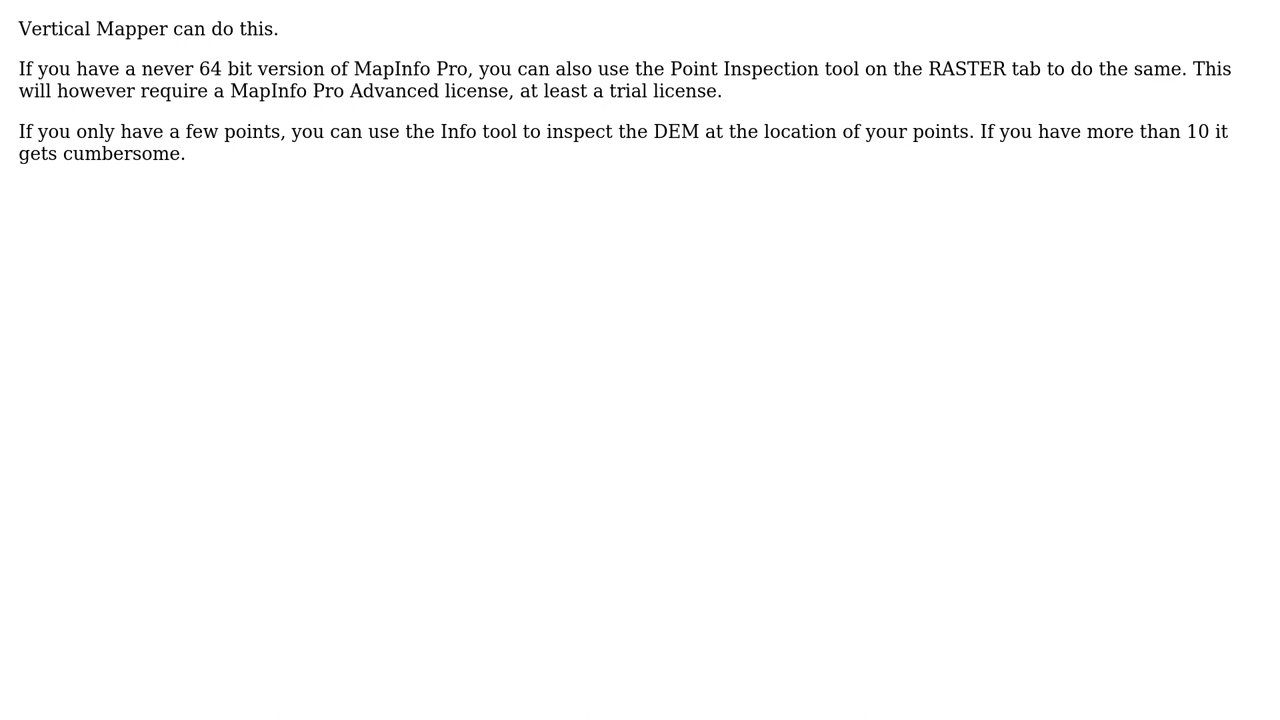 Vertical Mapper can do this.
If you have a never 64 bit version of MapInfo Pro, you can also use the Point Inspection tool on the RASTER tab to do the same. This
will however require a MapInfo Pro Advanced license, at least a trial license.
If you only have a few points, you can use the Info tool to inspect the DEM at the location of your points. If you have more than 10 it
gets cumbersome.